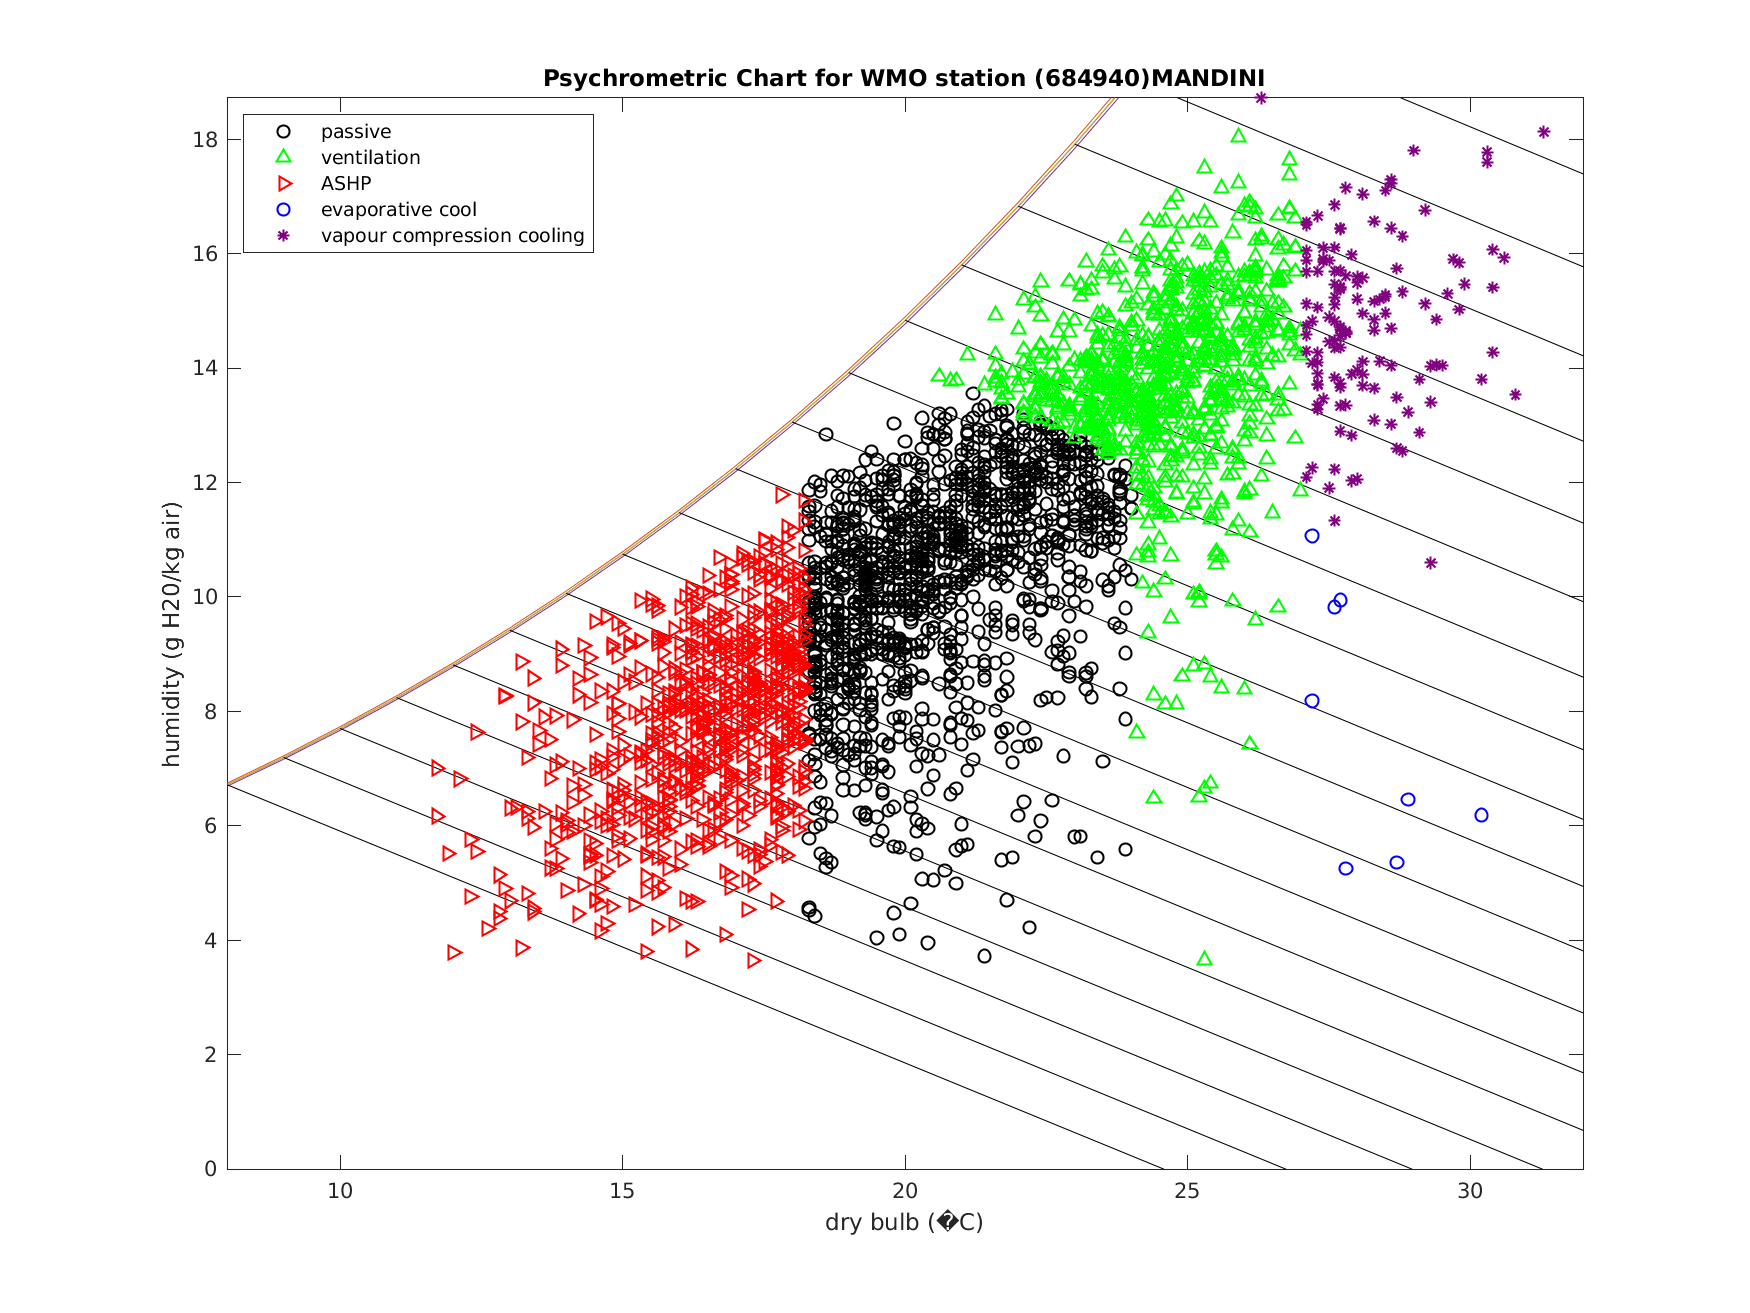 Psychrometric Chart for WMO station (684940)MANDINI
passive
ventilation
ASHP
evaporative cool
vapour compression cooling
humidity (g H20/kg air)
18
16
14
12
10
8
6
4
2
0
10 15 20 25 30
dry bulb (�C)